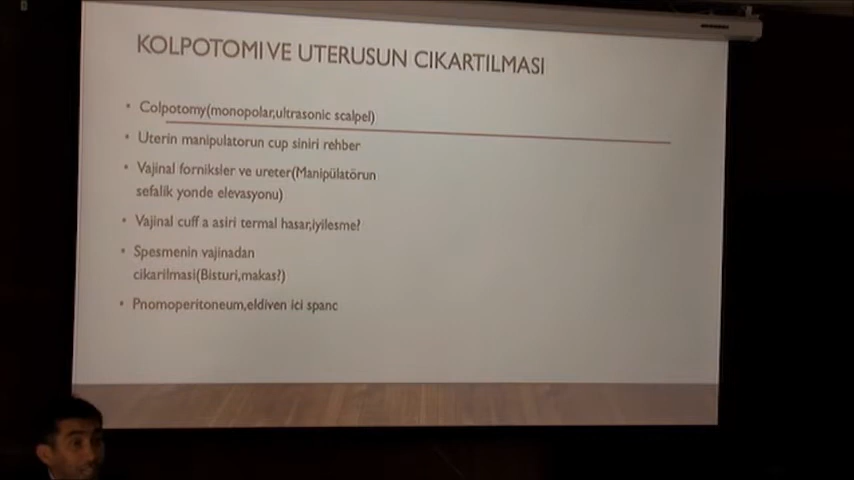 KOLPOTOMI VE UTERUSUN CIKARTILMASI
• Colpotomy(monopolar,ultrasonic scalpel)
• Uterin manipulatorun cup siniri rehber
• Vajinal forniksler ve ureter(Manipülatörun
sefalik yonde elevasyonu)
• Vajinal cuff a asiri termal hasar,iyilesme?
• Spesmenin vajinadan
cikarilmasi(Bisturi,makas?)
• Pnomoperitoneum,eldiven ici spanc